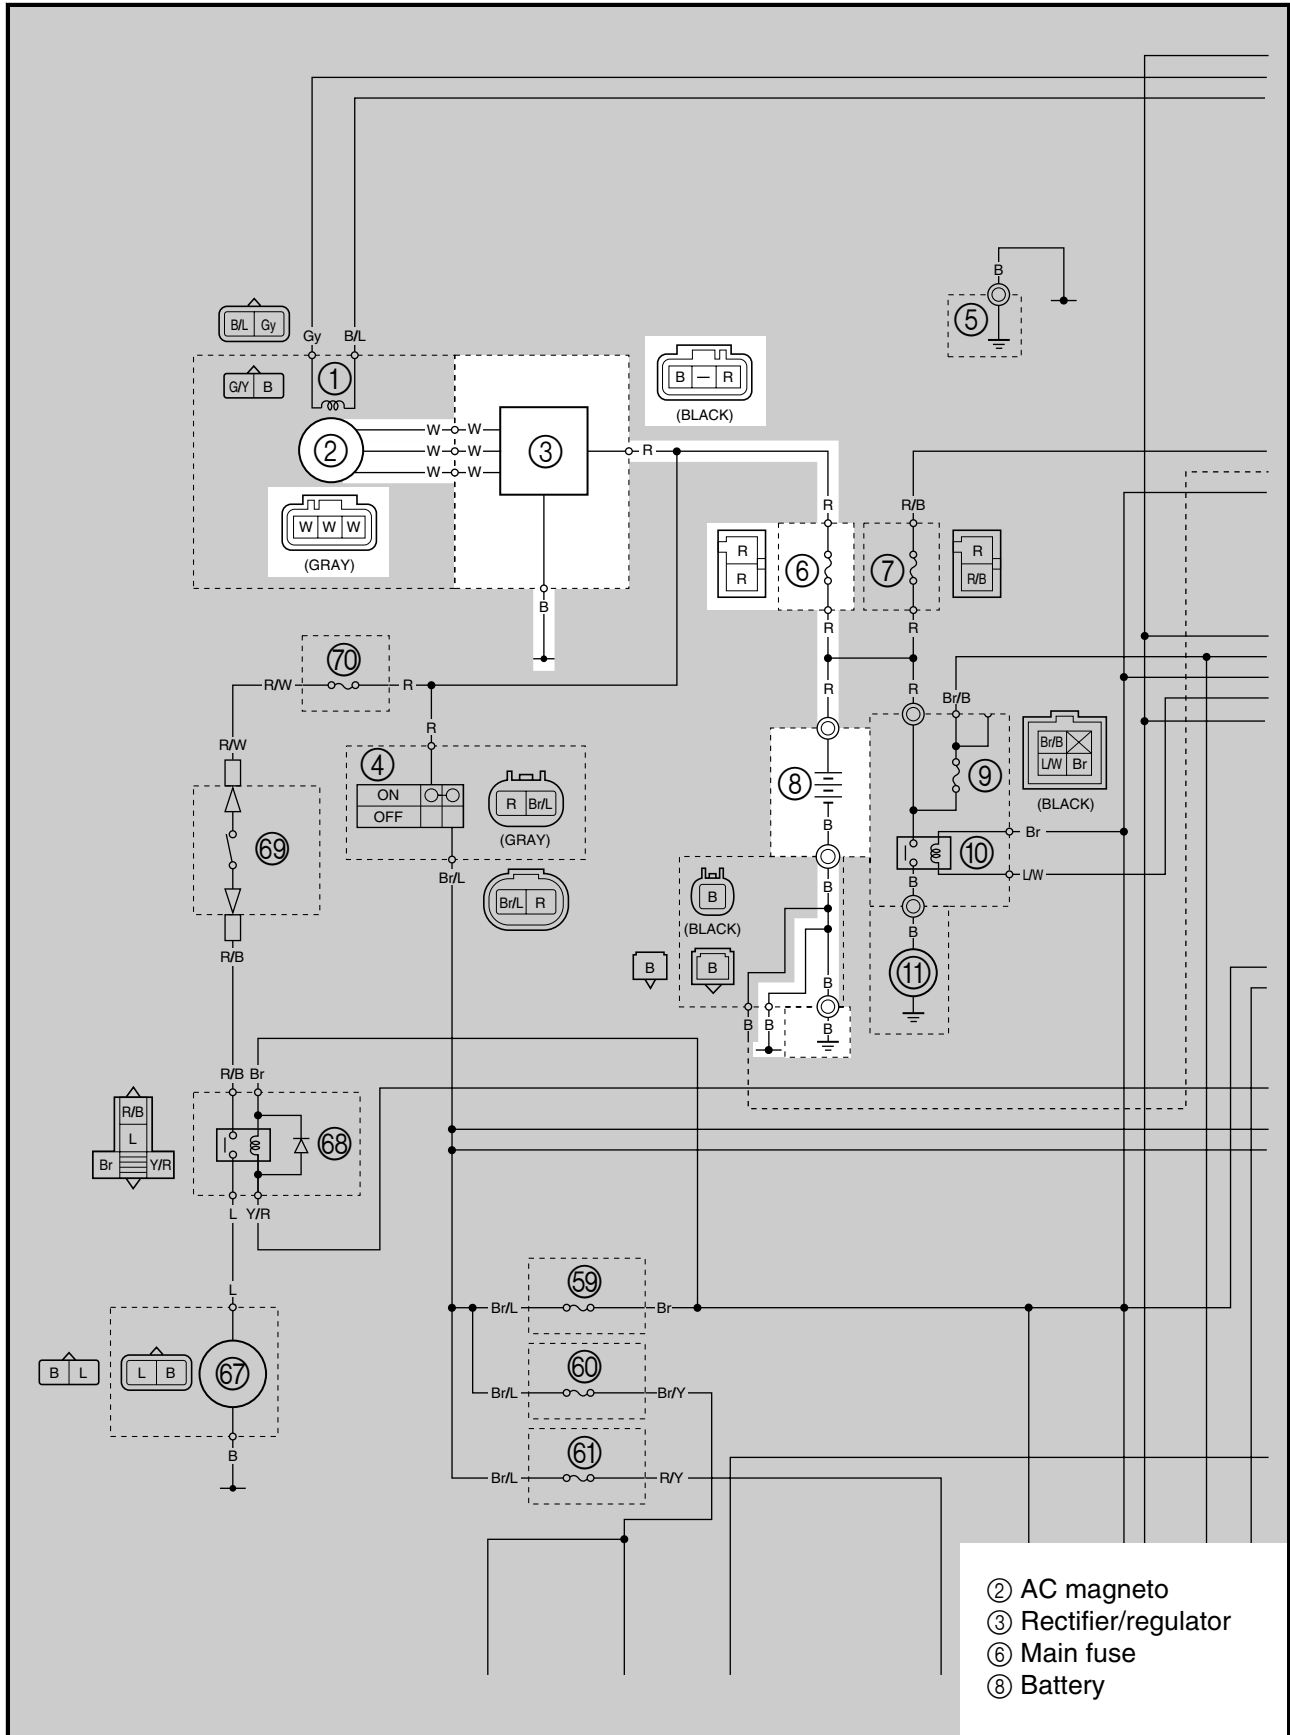 B
5
B/L Gy
Gy B/L
G/Y B
1
B — R
(BLACK)
2
W W
W W
W W
3
R
W W W
(GRAY)
R
R/B
R
R
6
7
R
R/B
B
R
R
70
R/W
R
R
R
Br/B
R
R/W
4
ON
OFF
R Br/L
(GRAY)
8
9
Br/B
L/W Br
(BLACK)
69
B
10
Br
L/W
Br/L
B
B
B
(BLACK)
Br/L R
B
R/B
B
B
11
B
B
B
B
R/B Br
R/B
L
Br Y/R
68
L Y/R
L
59
Br/L
Br
B L
L B
67
60
Br/L
Br/Y
B
61
Br/L
R/Y
② AC magneto
③ Rectifier/regulator
⑥ Main fuse
⑧ Battery